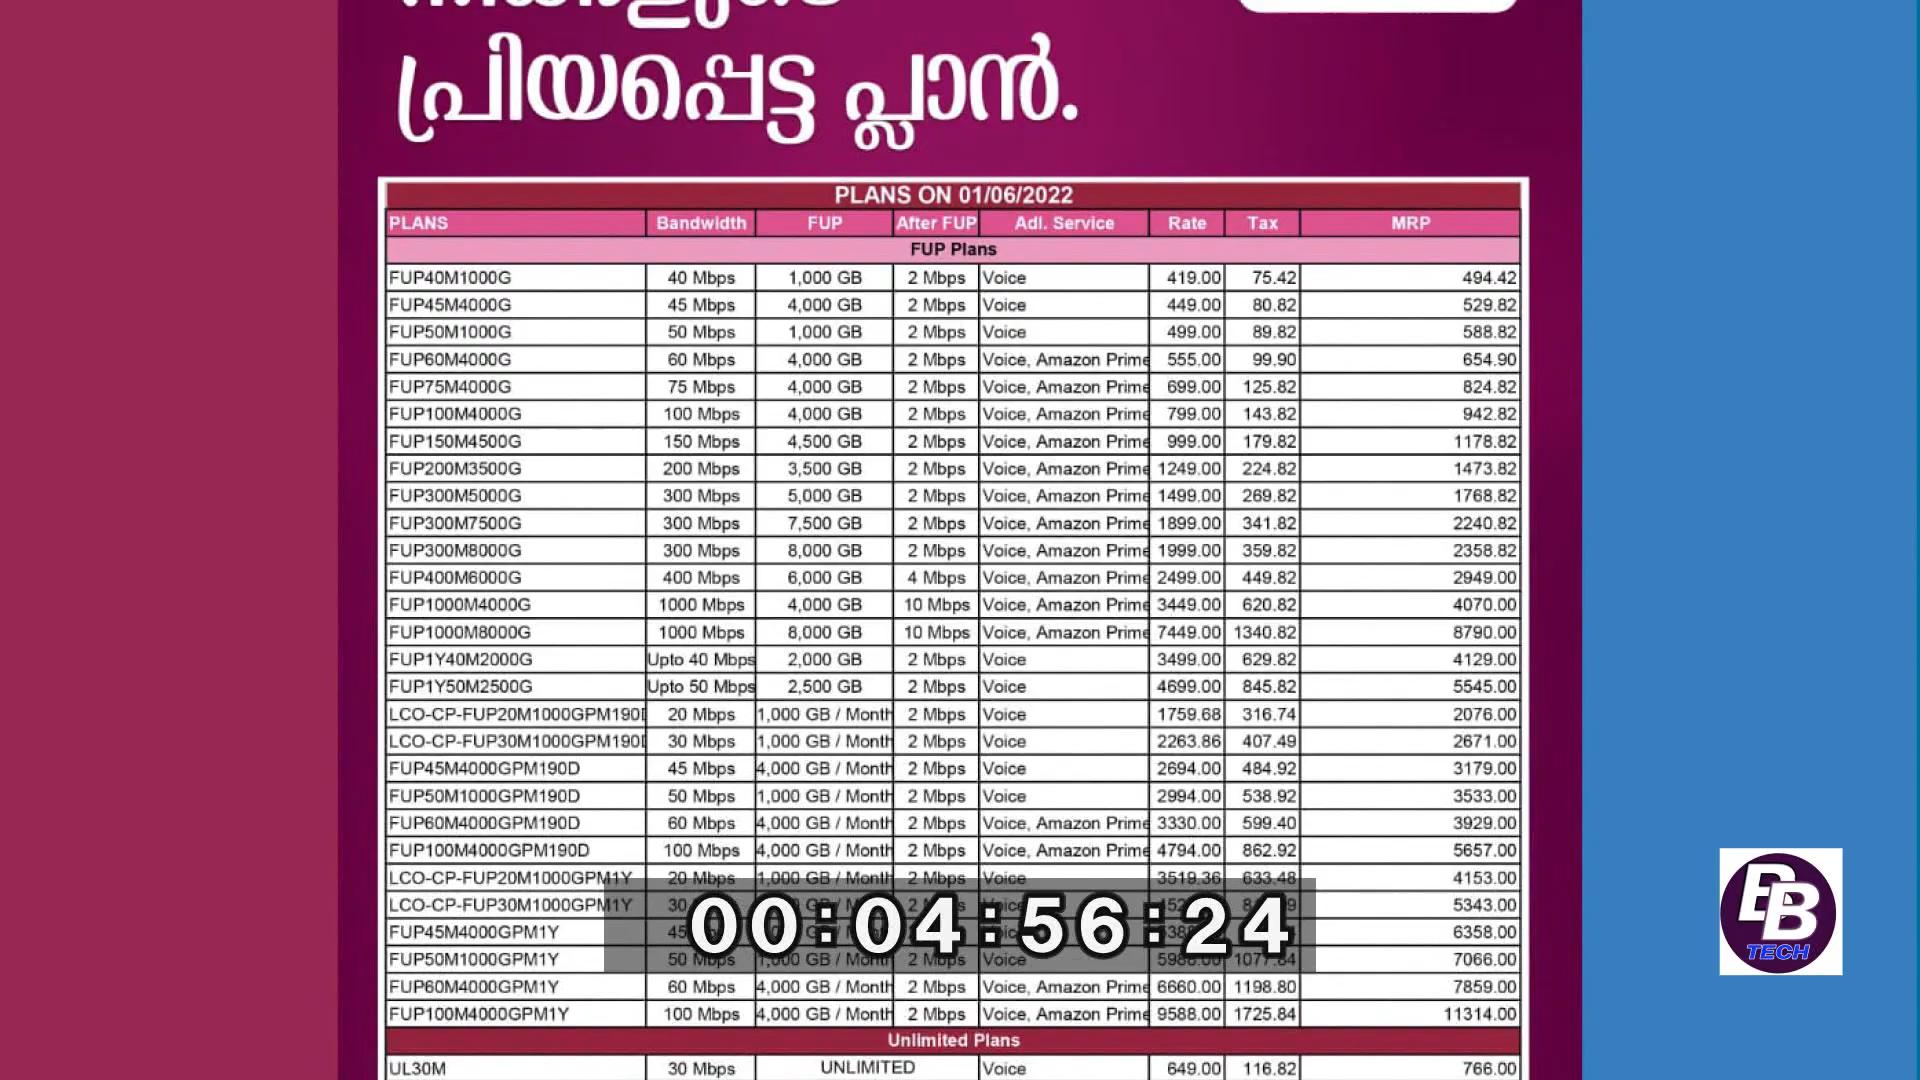 പ്രിയപ്പെട്ട പ്ലാൻ.
PLANS ON 01/06/2022
PLANS Bandwidth FUP After FUP Adl. Service Rate Tax MRP
FUP Plans
FUP40M1000G 40 Mbps 1,000 GB 2 Mbps Voice 419.00 75.42 494.42
FUP45M4000G 45 Mbps 4,000 GB 2 Mbps Voice 449.00 80.82 529.82
FUP50M1000G 50 Mbps 1,000 GB 2 Mbps Voice 499.00 89.82 588.82
FUP60M4000G 60 Mbps 4,000 GB 2 Mbps Voice, Amazon Prime 555.00 99.90 654.90
FUP75M4000G 75 Mbps 4,000 GB 2 Mbps Voice, Amazon Prime 699.00 125.82 824.82
FUP100M4000G 100 Mbps 4,000 GB 2 Mbps Voice, Amazon Prime 799.00 143.82 942.82
FUP150M4500G 150 Mbps 4,500 GB 2 Mbps Voice, Amazon Prime 999.00 179.82 1178.82
FUP200M3500G 200 Mbps 3,500 GB 2 Mbps Voice, Amazon Prime 1249.00 224.82 1473.82
FUP300M5000G 300 Mbps 5,000 GB 2 Mbps Voice, Amazon Prime 1499.00 269.82 1768.82
FUP300M7500G 300 Mbps 7,500 GB 2 Mbps Voice, Amazon Prime 1899.00 341.82 2240.82
FUP300M8000G 300 Mbps 8,000 GB 2 Mbps Voice, Amazon Prime 1999.00 359.82 2358.82
FUP400M6000G 400 Mbps 6,000 GB 4 Mbps Voice, Amazon Prime 2499.00 449.82 2949.00
FUP1000M4000G 1000 Mbps 4,000 GB 10 Mbps Voice, Amazon Prime 3449.00 620.82 4070.00
FUP1000M8000G 1000 Mbps 8,000 GB 10 Mbps Voice, Amazon Prime 7449.00 1340.82 8790.00
FUP1Y40M2000G Upto 40 Mbps 2,000 GB 2 Mbps Voice 3499.00 629.82 4129.00
FUP1Y50M2500G Upto 50 Mbps 2,500 GB 2 Mbps Voice 4699.00 845.82 5545.00
LCO-CP-FUP20M1000GPM190D 20 Mbps 1,000 GB / Month 2 Mbps Voice 1759.68 316.74 2076.00
LCO-CP-FUP30M1000GPM190D 30 Mbps 1,000 GB / Month 2 Mbps Voice 2263.86 407.49 2671.00
FUP45M4000GPM190D 45 Mbps 4,000 GB / Month 2 Mbps Voice 2694.00 484.92 3179.00
FUP50M1000GPM190D 50 Mbps 1,000 GB / Month 2 Mbps Voice 2994.00 538.92 3533.00
FUP60M4000GPM190D 60 Mbps 4,000 GB / Month 2 Mbps Voice, Amazon Prime 3330.00 599.40 3929.00
FUP100M4000GPM190D 100 Mbps 4,000 GB / Month 2 Mbps Voice, Amazon Prime 4794.00 862.92 5657.00
LCO-CP-FUP20M1000GPM1Y 20 Mbps 1,000 GB / Month 2 Mbps Voice 3519.36 633.48 4153.00
LCO-CP-FUP30M1000GPM1Y 5343.00
00:04:56:24
FUP45M4000GPM1Y 6358.00
FUP50M1000GPM1Y 50 Mbps 1,000 GB / Month 2 Mbps Voice 5988.00 1077.84 7066.00
FUP60M4000GPM1Y 60 Mbps 4,000 GB / Month 2 Mbps Voice, Amazon Prime 6660.00 1198.80 7859.00
FUP100M4000GPM1Y 100 Mbps 4,000 GB / Month 2 Mbps Voice, Amazon Prime 9588.00 1725.84 11314.00
Unlimited Plans
UL30M 30 Mbps UNLIMITED Voice 649.00 116.82 766.00
BB
TECH